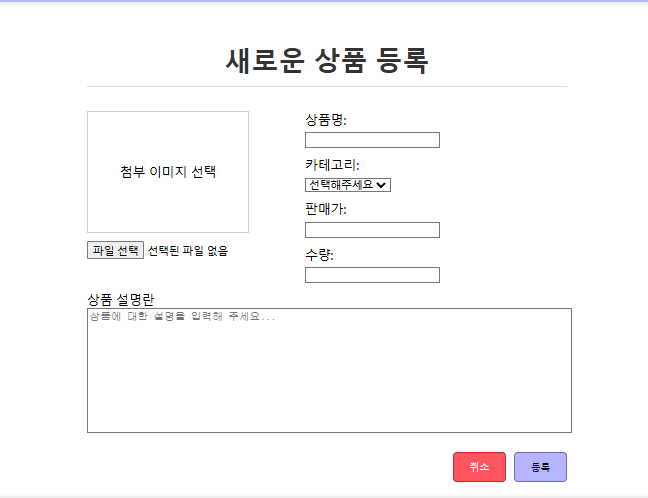 새로운 상품 등록
첨부 이미지 선택
파일 선택 선택된 파일 없음
상품명:
카테고리:
선택해주세요
판매가:
수량:
상품 설명란
상품에 대한 설명을 입력해 주세요...
취소 등록